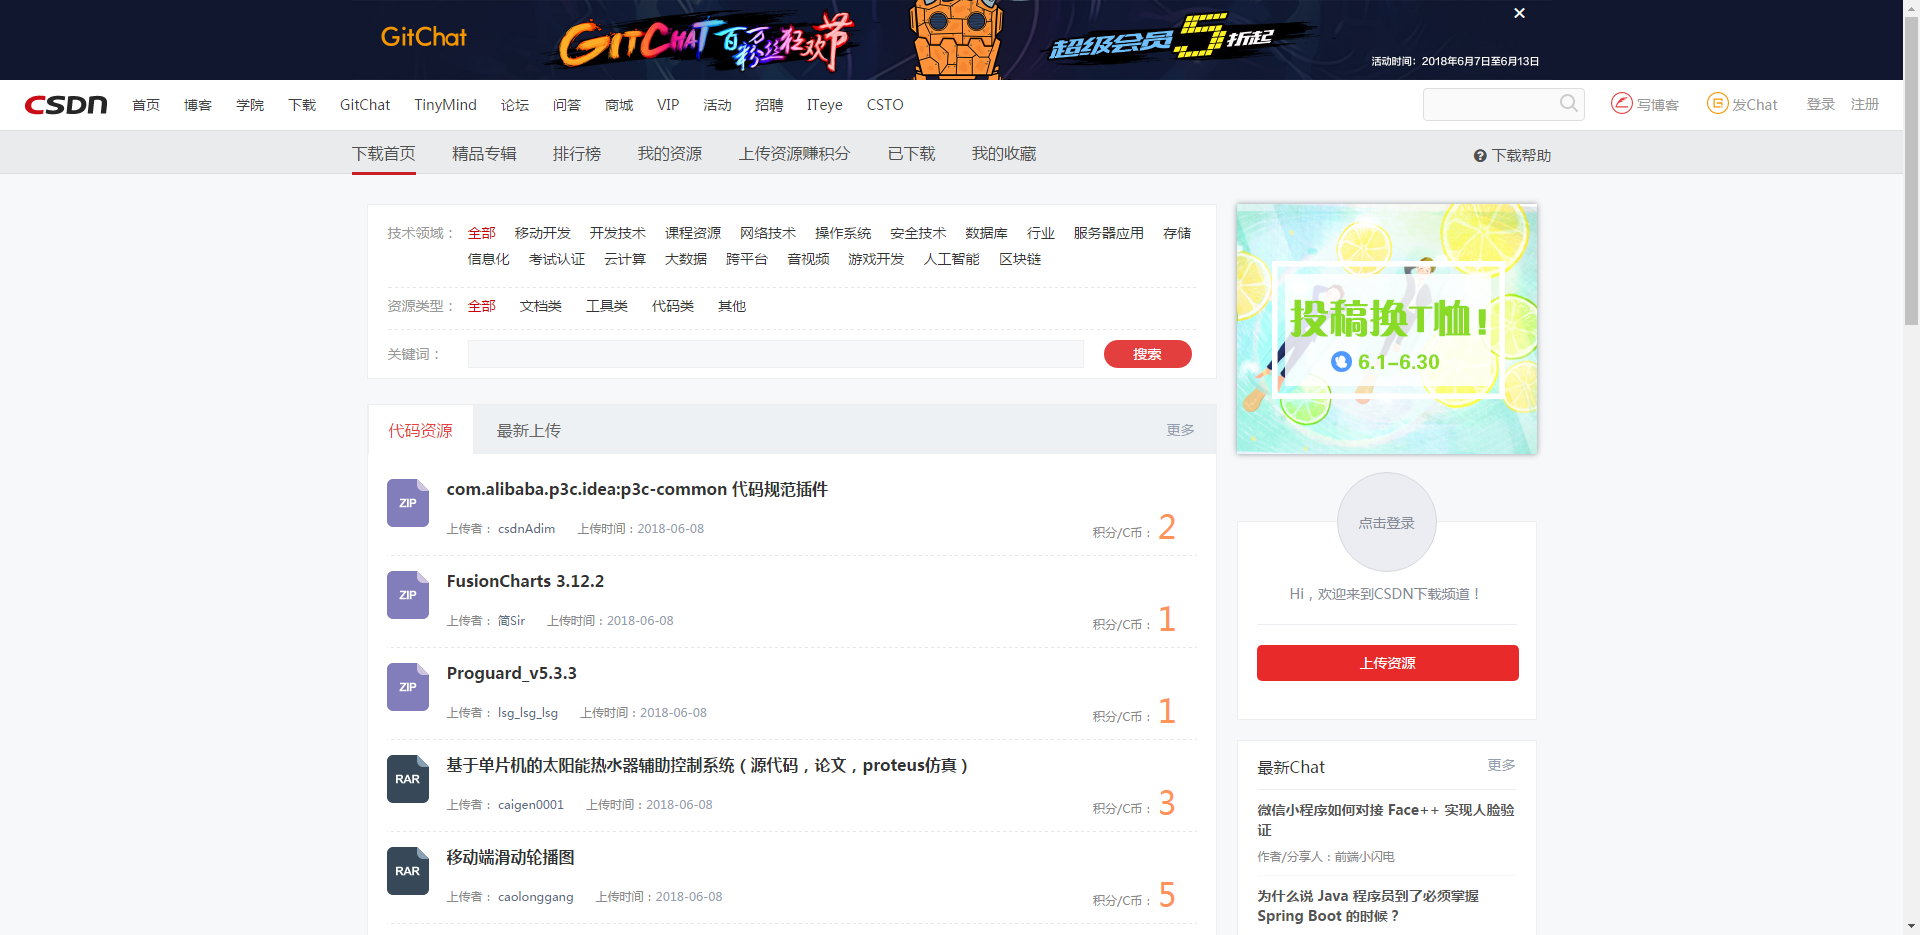 GitChat
GITCHAT百万粉丝狂欢节
超级会员5折起
活动时间：2018年6月7日至6月13日
CSDN 首页 博客 学院 下载 GitChat TinyMind 论坛 问答 商城 VIP 活动 招聘 ITeye CSTO 写博客 发Chat 登录 注册
下载首页 精品专辑 排行榜 我的资源 上传资源赚积分 已下载 我的收藏 下载帮助
技术领域： 全部 移动开发 开发技术 课程资源 网络技术 操作系统 安全技术 数据库 行业 服务器应用 存储
信息化 考试认证 云计算 大数据 跨平台 音视频 游戏开发 人工智能 区块链
资源类型： 全部 文档类 工具类 代码类 其他
关键词： 搜索
代码资源 最新上传 更多
ZIP
com.alibaba.p3c.idea:p3c-common 代码规范插件
上传者： csdnAdim 上传时间：2018-06-08
积分/C币： 2
ZIP
FusionCharts 3.12.2
上传者： 简Sir 上传时间：2018-06-08
积分/C币： 1
ZIP
Proguard_v5.3.3
上传者： lsg_lsg_lsg 上传时间：2018-06-08
积分/C币： 1
RAR
基于单片机的太阳能热水器辅助控制系统（源代码，论文，proteus仿真）
上传者： caigen0001 上传时间：2018-06-08
积分/C币： 3
RAR
移动端滑动轮播图
上传者： caolonggang 上传时间：2018-06-08
积分/C币： 5
投稿换T恤!
6.1-6.30
点击登录
Hi，欢迎来到CSDN下载频道！
上传资源
最新Chat 更多
微信小程序如何对接 Face++ 实现人脸验
证
作者/分享人：前端小闪电
为什么说 Java 程序员到了必须掌握
Spring Boot 的时候？